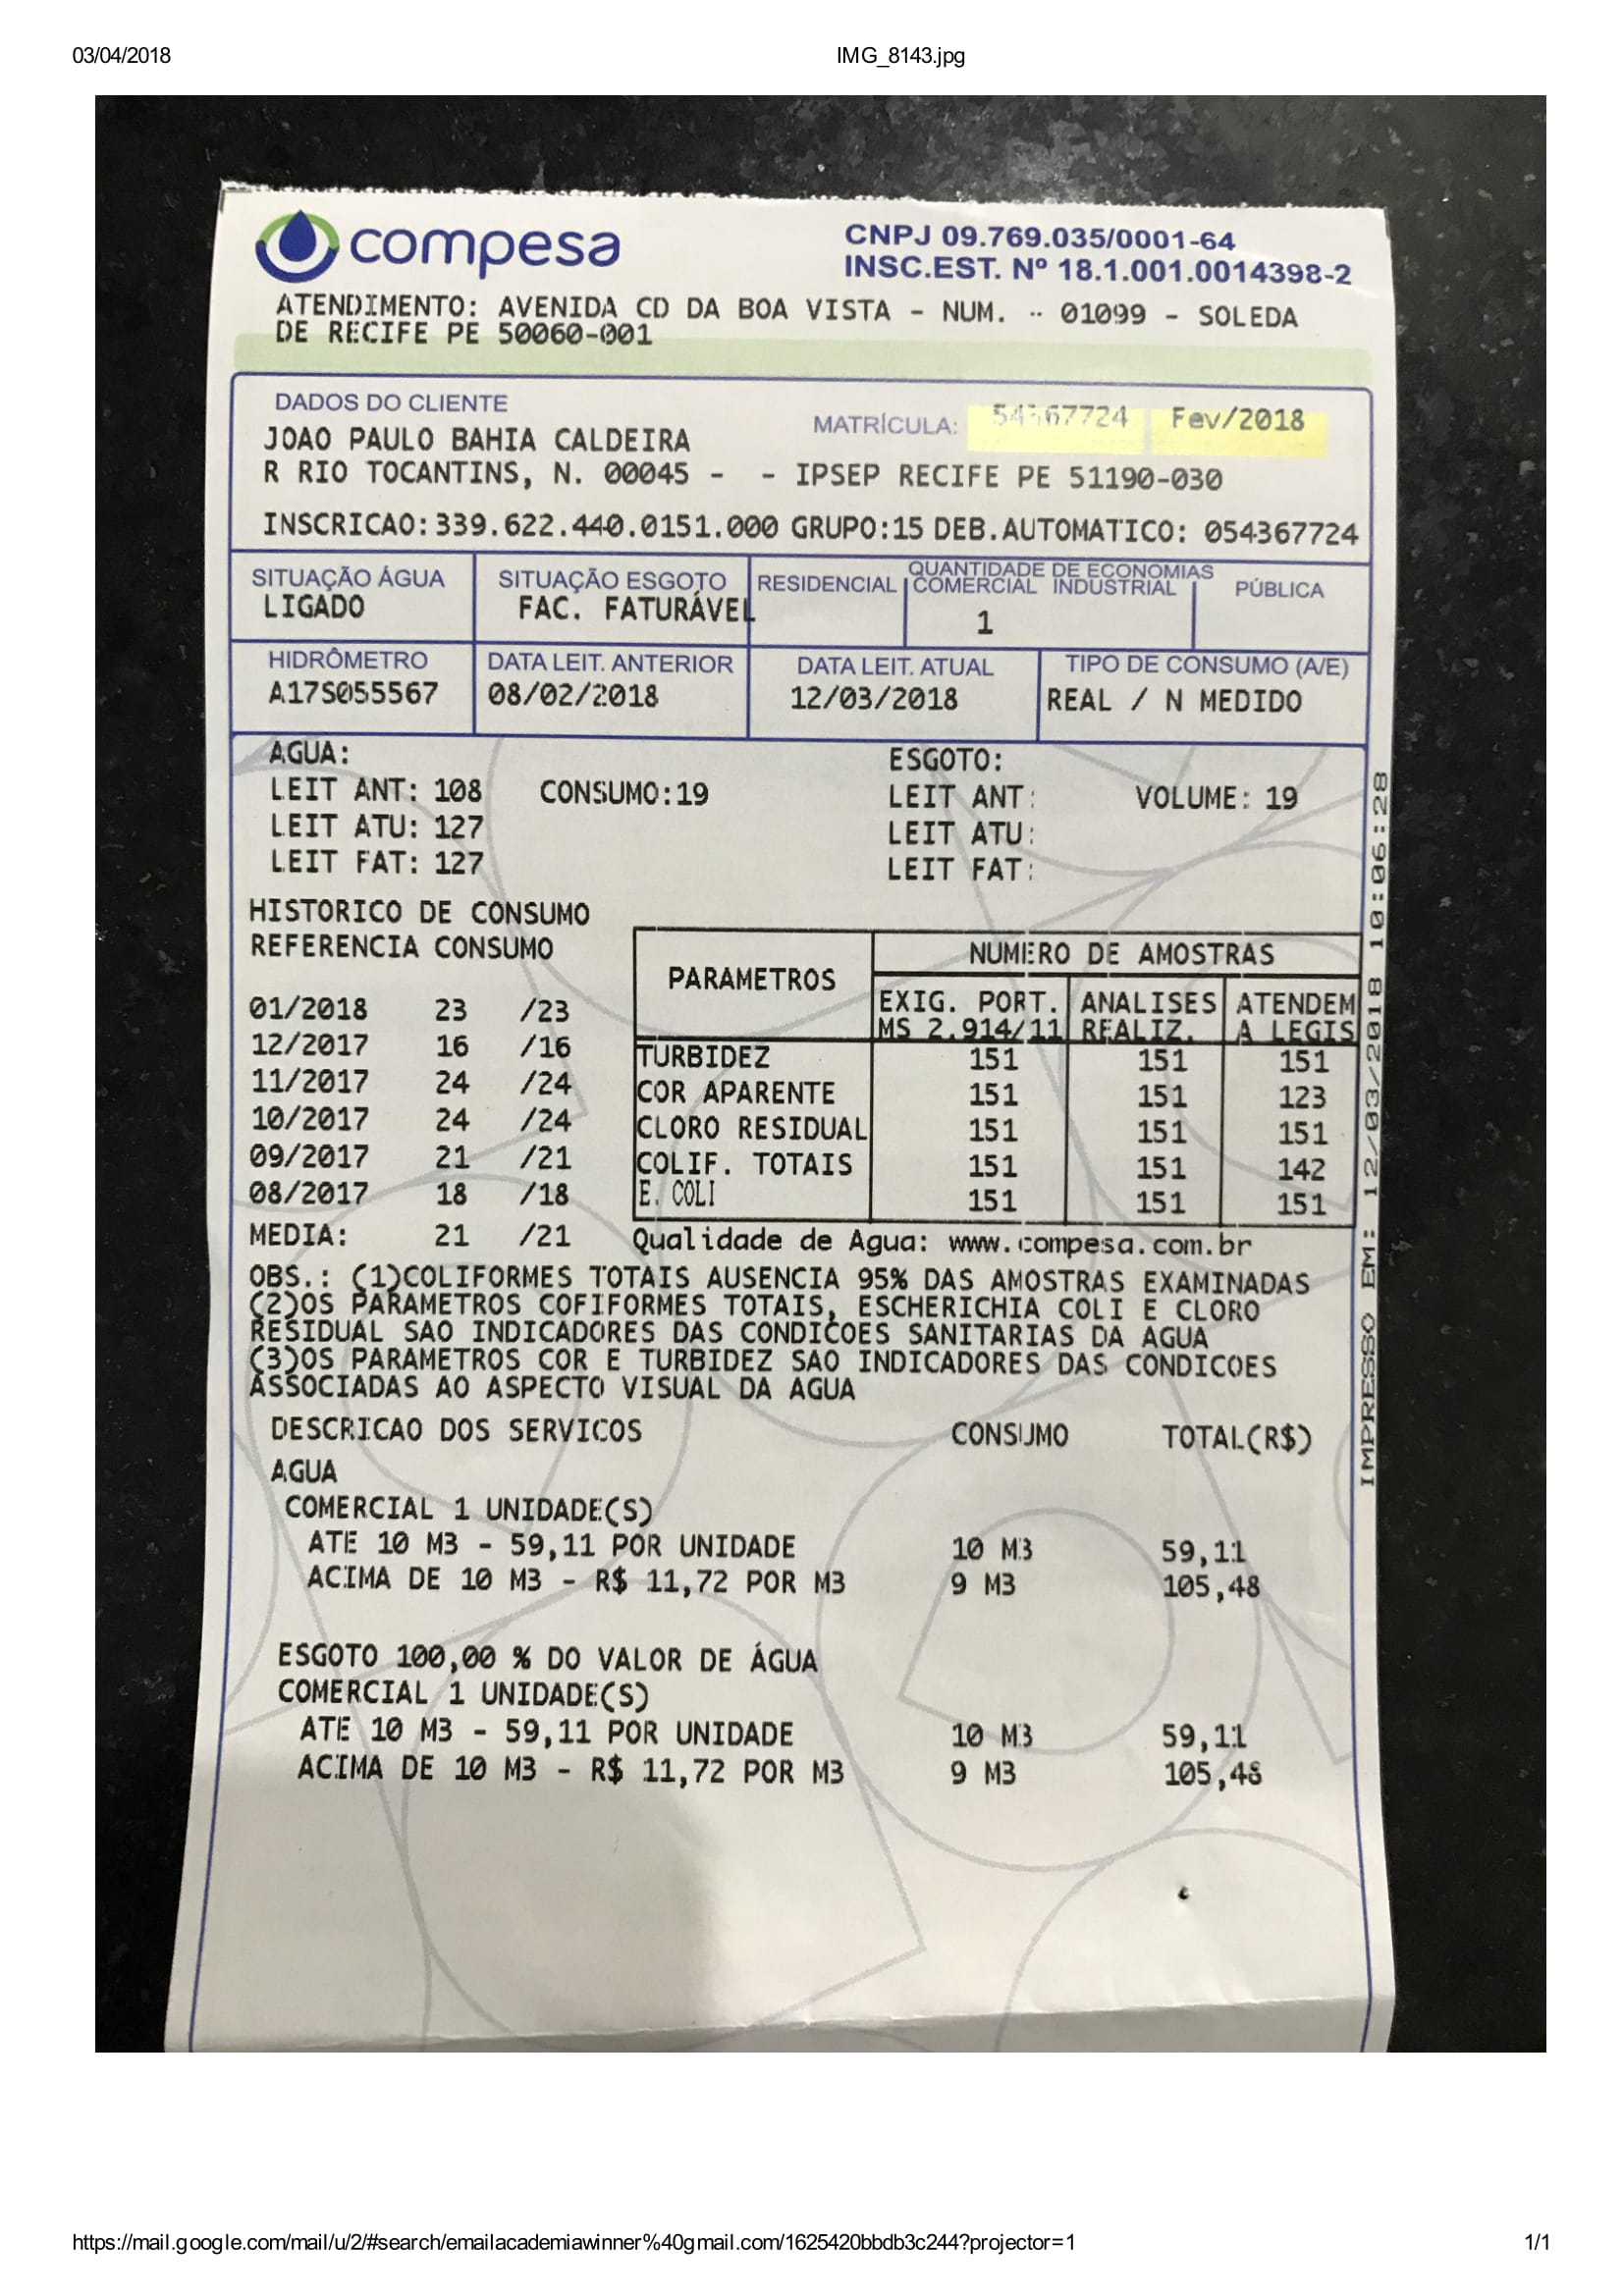 03/04/2018 IMG_8143.jpg
compesa
CNPJ 09.769.035/0001-64
INSC.EST. Nº 18.1.001.0014398-2
ATENDIMENTO: AVENIDA CD DA BOA VISTA - NUM. - 01099 - SOLEDA
DE RECIFE PE 50060-001
DADOS DO CLIENTE
MATRÍCULA: 54367724 Fev/2018
JOAO PAULO BAHIA CALDEIRA
R RIO TOCANTINS, N. 00045 - - IPSEP RECIFE PE 51190-030
INSCRICAO:339.622.440.0151.000 GRUPO:15 DEB.AUTOMATICO: 054367724
SITUAÇÃO ÁGUA SITUAÇÃO ESGOTO QUANTIDADE DE ECONOMIAS
RESIDENCIAL COMERCIAL INDUSTRIAL PÚBLICA
LIGADO FAC. FATURÁVEL 1
HIDRÔMETRO DATA LEIT. ANTERIOR DATA LEIT. ATUAL TIPO DE CONSUMO (A/E)
A17S055567 08/02/2018 12/03/2018 REAL / N MEDIDO
AGUA: ESGOTO:
LEIT ANT: 108 CONSUMO:19 LEIT ANT: VOLUME: 19
LEIT ATU: 127 LEIT ATU:
LEIT FAT: 127 LEIT FAT:
HISTORICO DE CONSUMO
REFERENCIA CONSUMO
01/2018 23 /23
12/2017 16 /16
11/2017 24 /24
10/2017 24 /24
09/2017 21 /21
08/2017 18 /18
MEDIA: 21 /21
PARAMETROS NUMERO DE AMOSTRAS
EXIG. PORT. ANALISES ATENDEM
MS 2.914/11 REALIZ. A LEGIS
TURBIDEZ 151 151 151
COR APARENTE 151 151 123
CLORO RESIDUAL 151 151 151
COLIF. TOTAIS 151 151 142
E. COLI 151 151 151
Qualidade de Agua: www.compesa.com.br
OBS.: (1)COLIFORMES TOTAIS AUSENCIA 95% DAS AMOSTRAS EXAMINADAS
(2)OS PARAMETROS COFIFORMES TOTAIS, ESCHERICHIA COLI E CLORO
RESIDUAL SAO INDICADORES DAS CONDICOES SANITARIAS DA AGUA
(3)OS PARAMETROS COR E TURBIDEZ SAO INDICADORES DAS CONDICOES
ASSOCIADAS AO ASPECTO VISUAL DA AGUA
DESCRICAO DOS SERVICOS CONSUMO TOTAL(R$)
AGUA
COMERCIAL 1 UNIDADE(S)
ATE 10 M3 - 59,11 POR UNIDADE 10 M3 59,11
ACIMA DE 10 M3 - R$ 11,72 POR M3 9 M3 105,48
ESGOTO 100,00 % DO VALOR DE ÁGUA
COMERCIAL 1 UNIDADE(S)
ATE 10 M3 - 59,11 POR UNIDADE 10 M3 59,11
ACIMA DE 10 M3 - R$ 11,72 POR M3 9 M3 105,48
IMPRESSO EM: 12/03/2018 10:06:28
https://mail.google.com/mail/u/2/#search/emailacademiawinner%40gmail.com/1625420bbdb3c244?projector=1 1/1